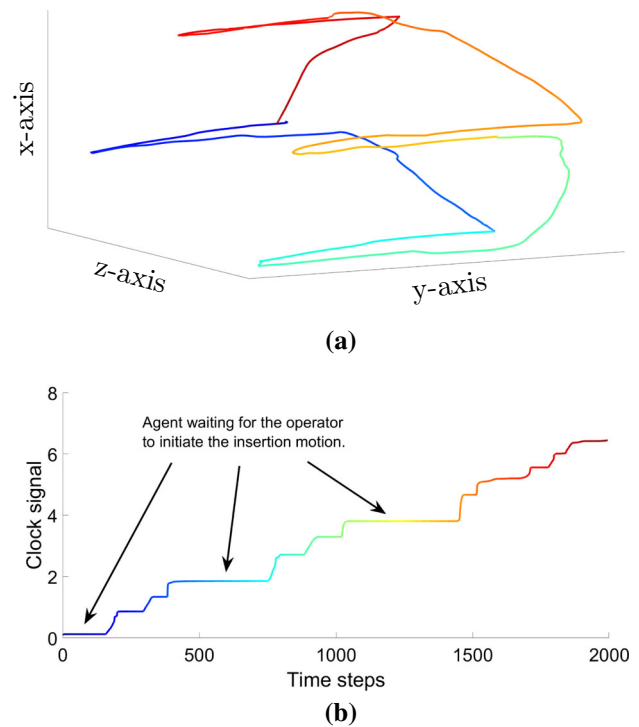 x-axis
z-axis
y-axis
(a)
8
6
4
2
0
Clock signal
Agent waiting for the operator
to initiate the insertion motion.
0
500
1000
1500
2000
Time steps
(b)